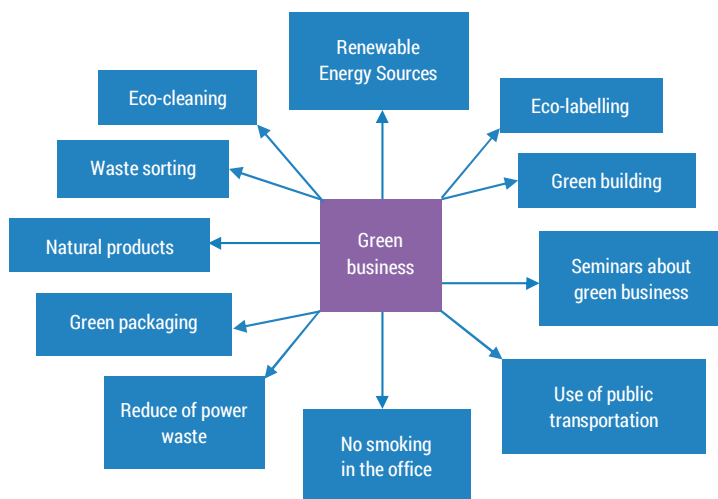 Renewable
Energy Sources
Eco-cleaning
Eco-labelling
Waste sorting
Green building
Natural products
Green
business
Seminars about
green business
Green packaging
Reduce of power
waste
Use of public
transportation
No smoking
in the office